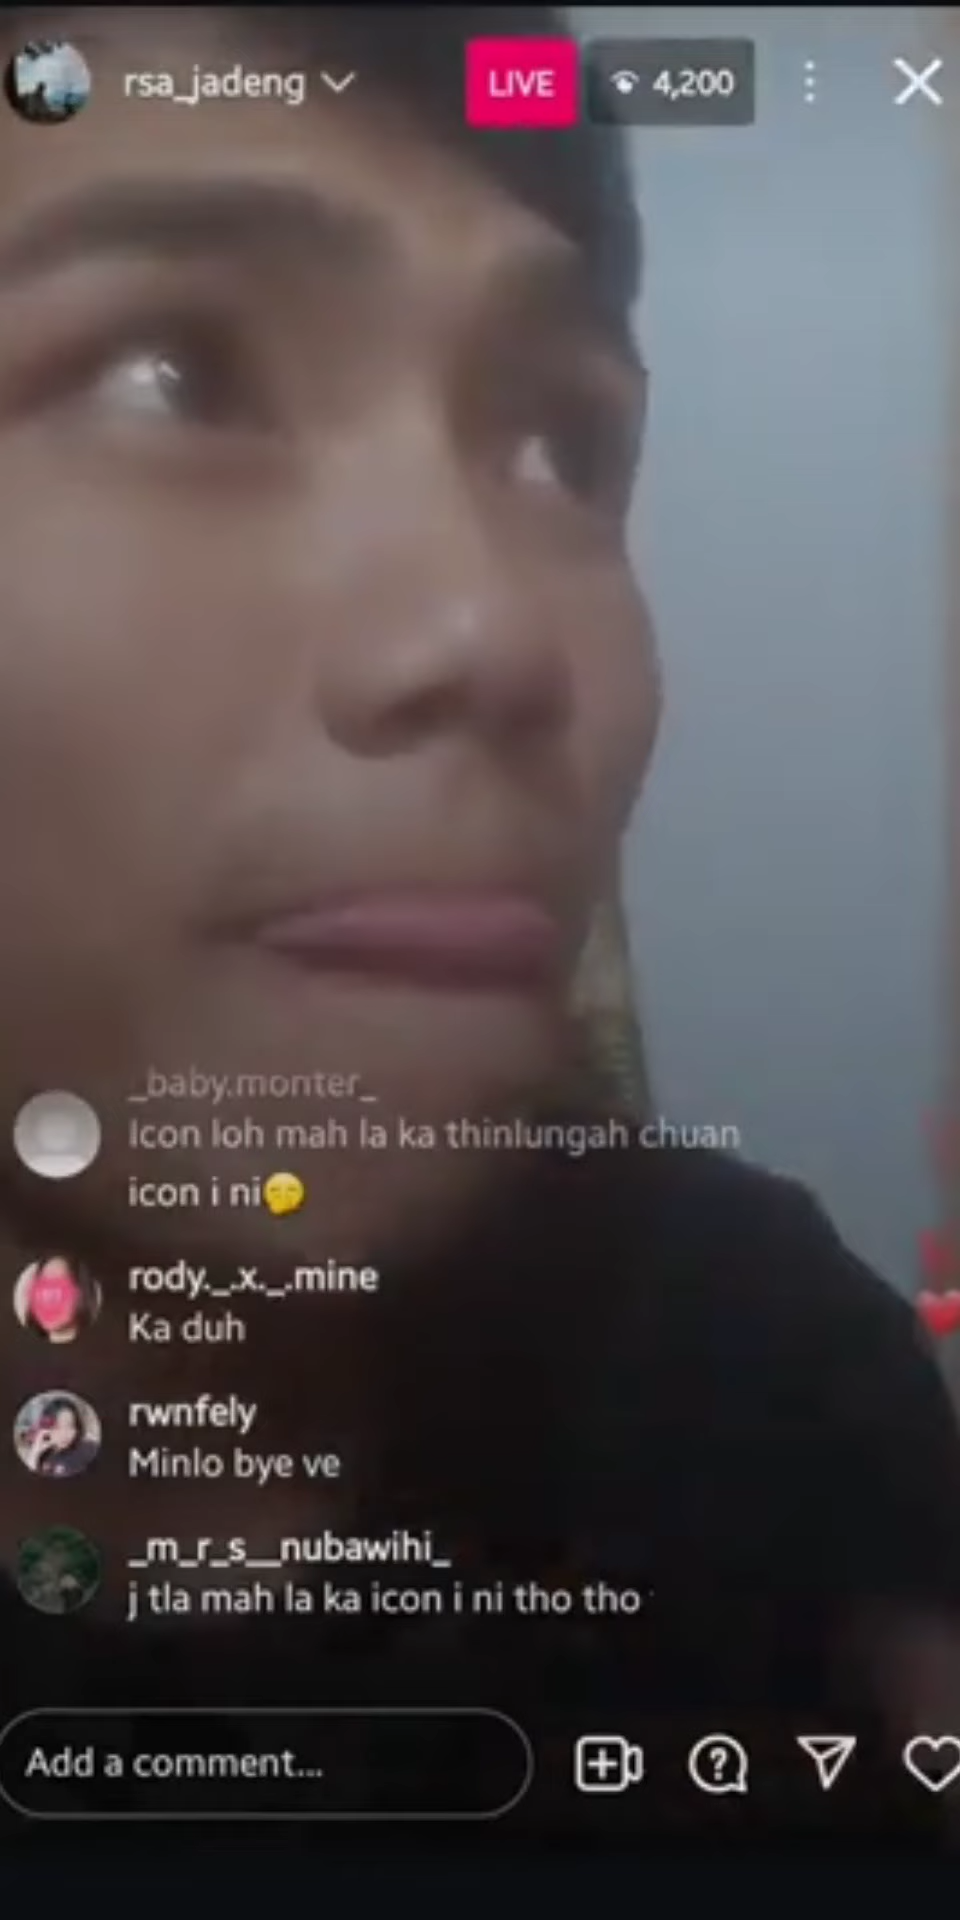 rsa_jadeng
LIVE
4,200
_baby.monter_
Icon loh mah la ka thinlungah chuan
icon i ni🤭
rody._.x._.mine
Ka duh
rwnfely
Minlo bye ve
_m_r_s__nubawihi_
j tla mah la ka icon i ni tho tho
Add a comment...